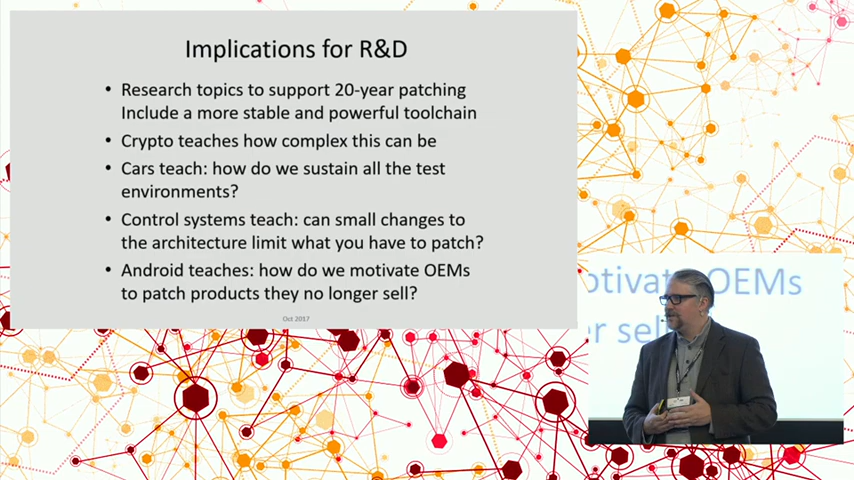 Implications for R&D
• Research topics to support 20-year patching
Include a more stable and powerful toolchain
• Crypto teaches how complex this can be
• Cars teach: how do we sustain all the test
environments?
• Control systems teach: can small changes to
the architecture limit what you have to patch?
• Android teaches: how do we motivate OEMs
to patch products they no longer sell?
Oct 2017
OEMs